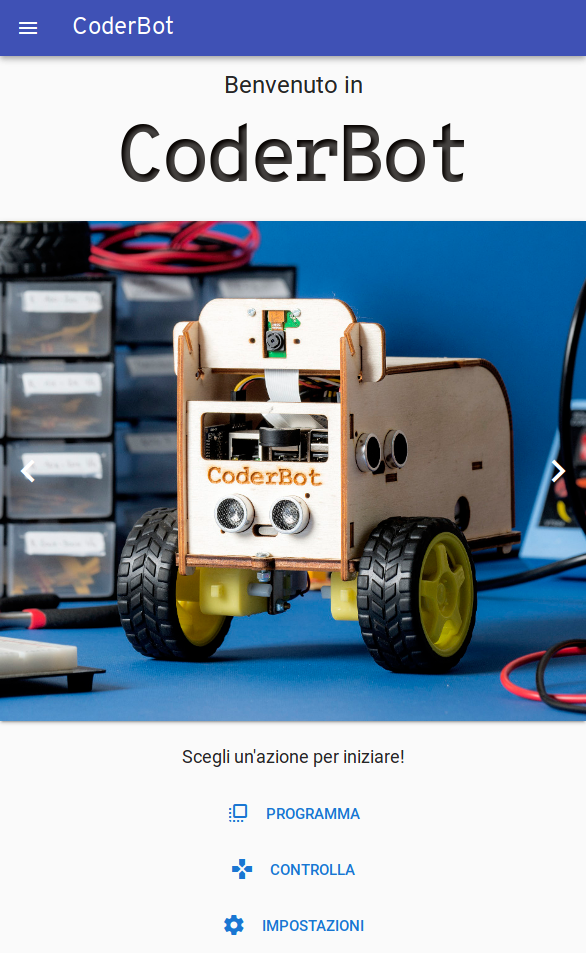 CoderBot
Benvenuto in
CoderBot
CoderBot
Scegli un'azione per iniziare!
PROGRAMMA
CONTROLLA
IMPOSTAZIONI